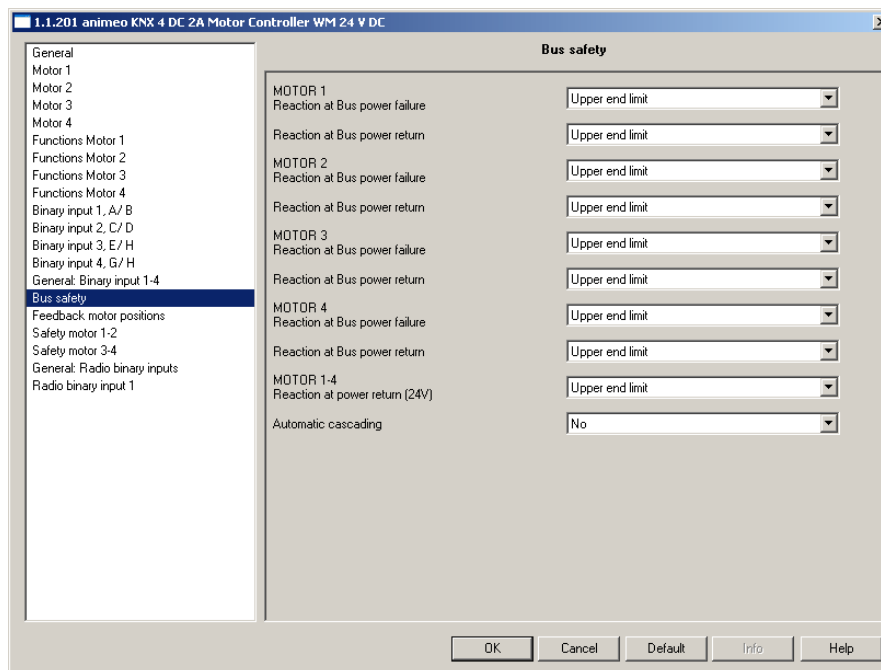 1.1.201 animeo KNX 4 DC 2A Motor Controller WM 24 V DC
General
Motor 1
Motor 2
Motor 3
Motor 4
Functions Motor 1
Functions Motor 2
Functions Motor 3
Functions Motor 4
Binary input 1, A/ B
Binary input 2, C/ D
Binary input 3, E/ H
Binary input 4, G/ H
General: Binary input 1-4
Bus safety
Feedback motor positions
Safety motor 1-2
Safety motor 3-4
General: Radio binary inputs
Radio binary input 1
Bus safety
MOTOR 1
Reaction at Bus power failure
Upper end limit
Reaction at Bus power return
Upper end limit
MOTOR 2
Reaction at Bus power failure
Upper end limit
Reaction at Bus power return
Upper end limit
MOTOR 3
Reaction at Bus power failure
Upper end limit
Reaction at Bus power return
Upper end limit
MOTOR 4
Reaction at Bus power failure
Upper end limit
Reaction at Bus power return
Upper end limit
MOTOR 1-4
Reaction at power return (24V)
Upper end limit
Automatic cascading
No
OK
Cancel
Default
Info
Help